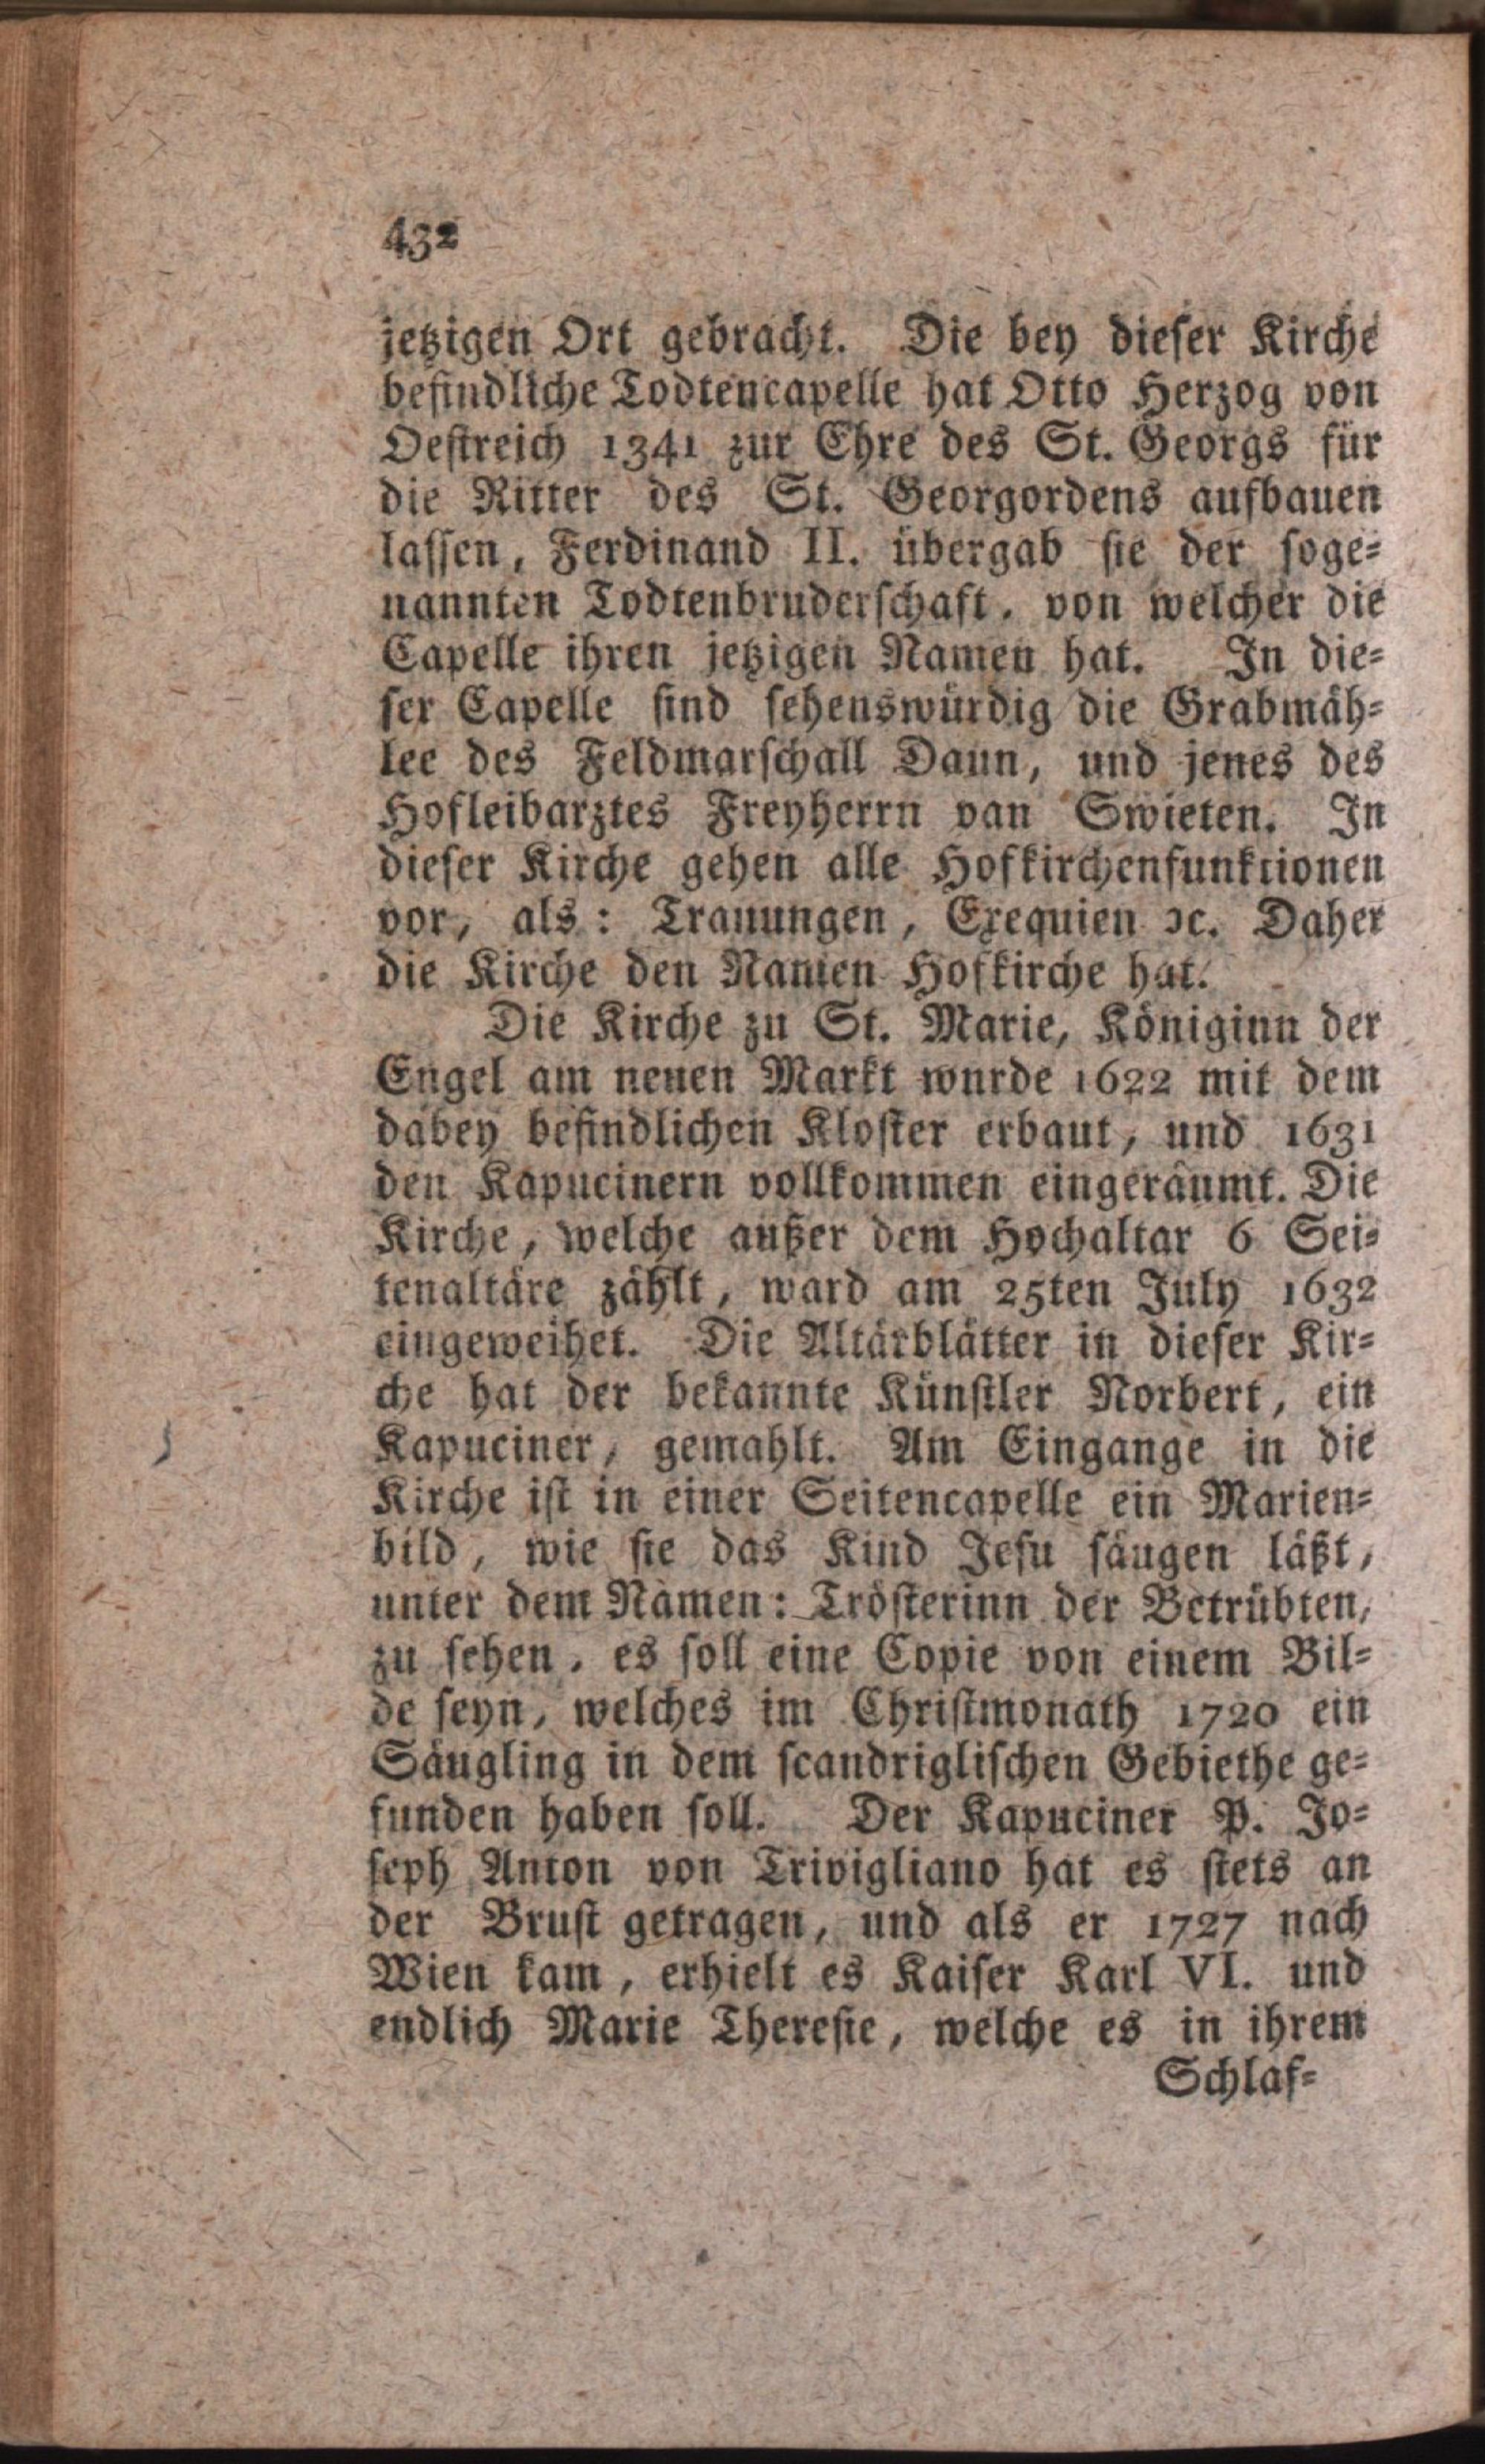 432
jetzigen Ort gebracht. Die bey dieser Kirche
befindliche Todtencapelle hat Otto Herzog von
Oestreich 1341 zur Ehre des St. Georgs für
die Ritter des St. Georgordens aufbauen
lassen, Ferdinand II. übergab sie der soge-
nannten Todtenbruderschaft, von welcher die
Capelle ihren jetzigen Namen hat. In die-
ser Capelle sind sehenswürdig die Grabmäh-
lee des Feldmarschall Daun, und jenes des
Hofleibarztes Freyherrn van Swieten. In
dieser Kirche gehen alle Hofkirchenfunktionen
vor, als: Trauungen, Exequien ꝛc. Daher
die Kirche den Namen Hofkirche hat.
Die Kirche zu St. Marie, Königinn der
Engel am neuen Markt wurde 1622 mit dem
dabey befindlichen Kloster erbaut, und 1631
den Kapucinern vollkommen eingeräumt. Die
Kirche, welche außer dem Hochaltar 6 Sei-
tenaltäre zählt, ward am 25ten July 1632
eingeweihet. Die Altärblätter in dieser Kir-
che hat der bekannte Künstler Norbert, ein
Kapuciner, gemahlt. Am Eingange in die
Kirche ist in einer Seitencapelle ein Marien-
bild, wie sie das Kind Jesu säugen läßt,
unter dem Namen: Trösterinn der Betrübten,
zu sehen, es soll eine Copie von einem Bil-
de seyn, welches im Christmonath 1720 ein
Säugling in dem scandriglischen Gebiethe ge-
funden haben soll. Der Kapuciner P. Jo-
seph Anton von Trivigliano hat es stets an
der Brust getragen, und als er 1727 nach
Wien kam, erhielt es Kaiser Karl VI. und
endlich Marie Theresie, welche es in ihrem
Schlaf-